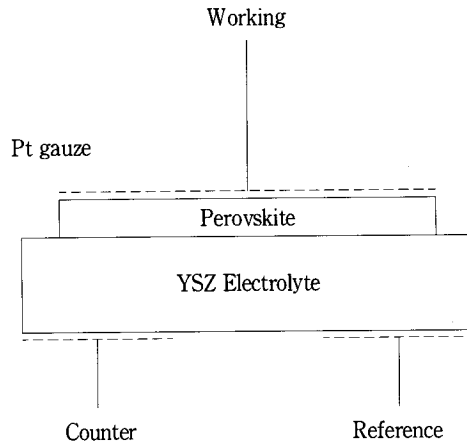 Working
Pt gauze
Perovskite
YSZ Electrolyte
Counter
Reference